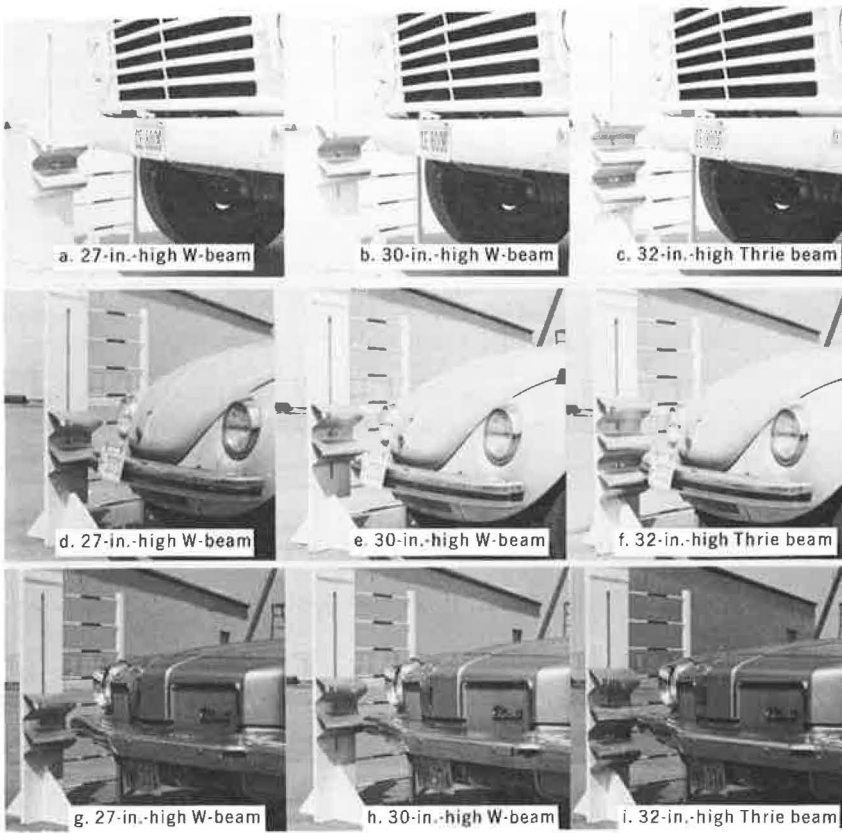 a. 27-in.-high W-beam
b. 30-in.-high W-beam
c. 32-in.-high Thrie beam
d. 27-in.-high W-beam
e. 30-in.-high W-beam
f. 32-in.-high Thrie beam
g. 27-in.-high W-beam
h. 30-in.-high W-beam
i. 32-in.-high Thrie beam